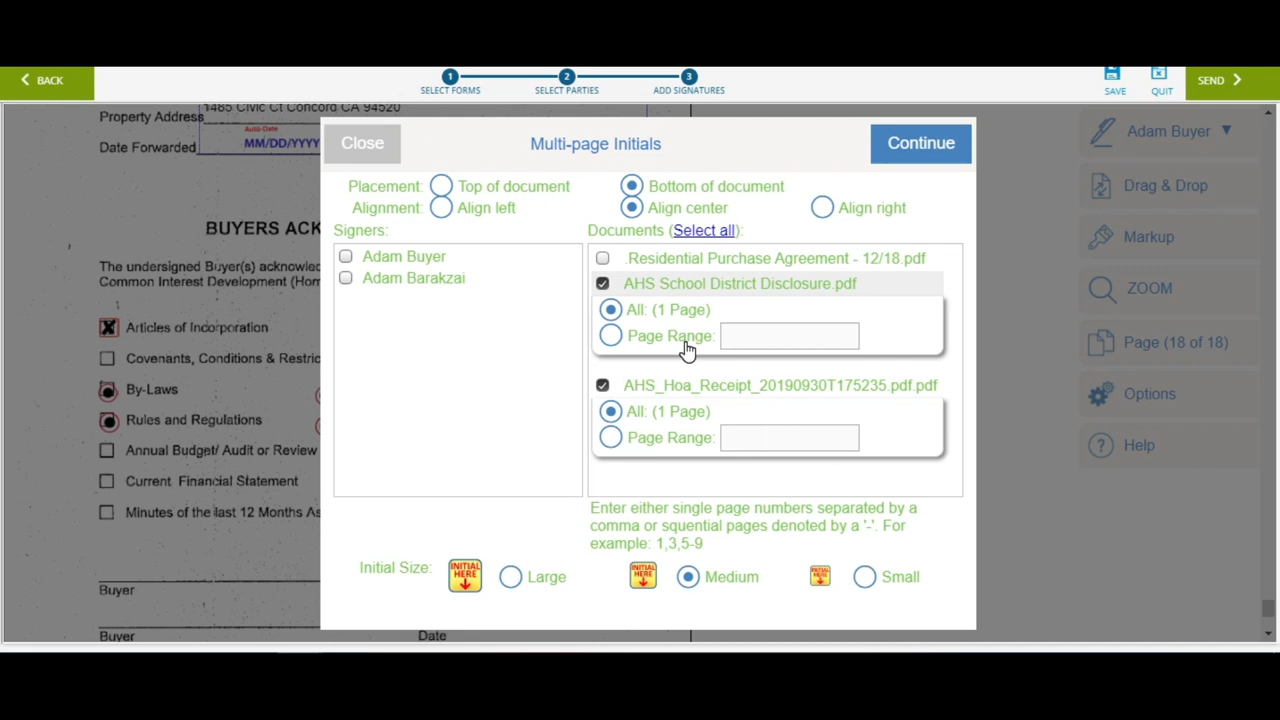 BACK
1 2 3
SELECT FORMS SELECT PARTIES ADD SIGNATURES
SAVE QUIT
SEND
Property Address 1485 Civic Ct Concord CA 94520
Auto-Date
Date Forwarded MM/DD/YYYY
BUYERS ACK
The undersigned Buyer(s) acknowled
Common Interest Development (Hom
Articles of Incorporation
Covenants, Conditions & Restric
By-Laws
Rules and Regulations
Annual Budget/ Audit or Review
Current Financial Statement
Minutes of the last 12 Months As
Buyer
Buyer Date
Close Multi-page Initials Continue
Placement: Top of document Bottom of document
Alignment: Align left Align center Align right
Signers:
Adam Buyer
Adam Barakzai
Documents (Select all):
.Residential Purchase Agreement - 12/18.pdf
AHS School District Disclosure.pdf
All: (1 Page)
Page Range:
AHS_Hoa_Receipt_20190930T175235.pdf.pdf
All: (1 Page)
Page Range:
Enter either single page numbers separated by a
comma or squential pages denoted by a '-'. For
example: 1,3,5-9
Initial Size: INITIAL HERE Large INITIAL HERE Medium INITIAL HERE Small
Adam Buyer
Drag & Drop
Markup
ZOOM
Page (18 of 18)
Options
? Help